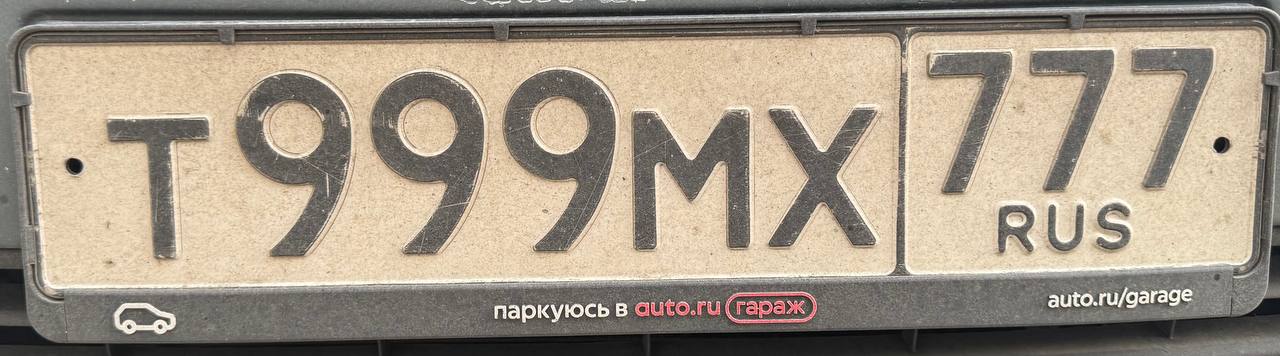 Т999МХ 777
RUS
паркуюсь в auto.ru гараж
auto.ru/garage